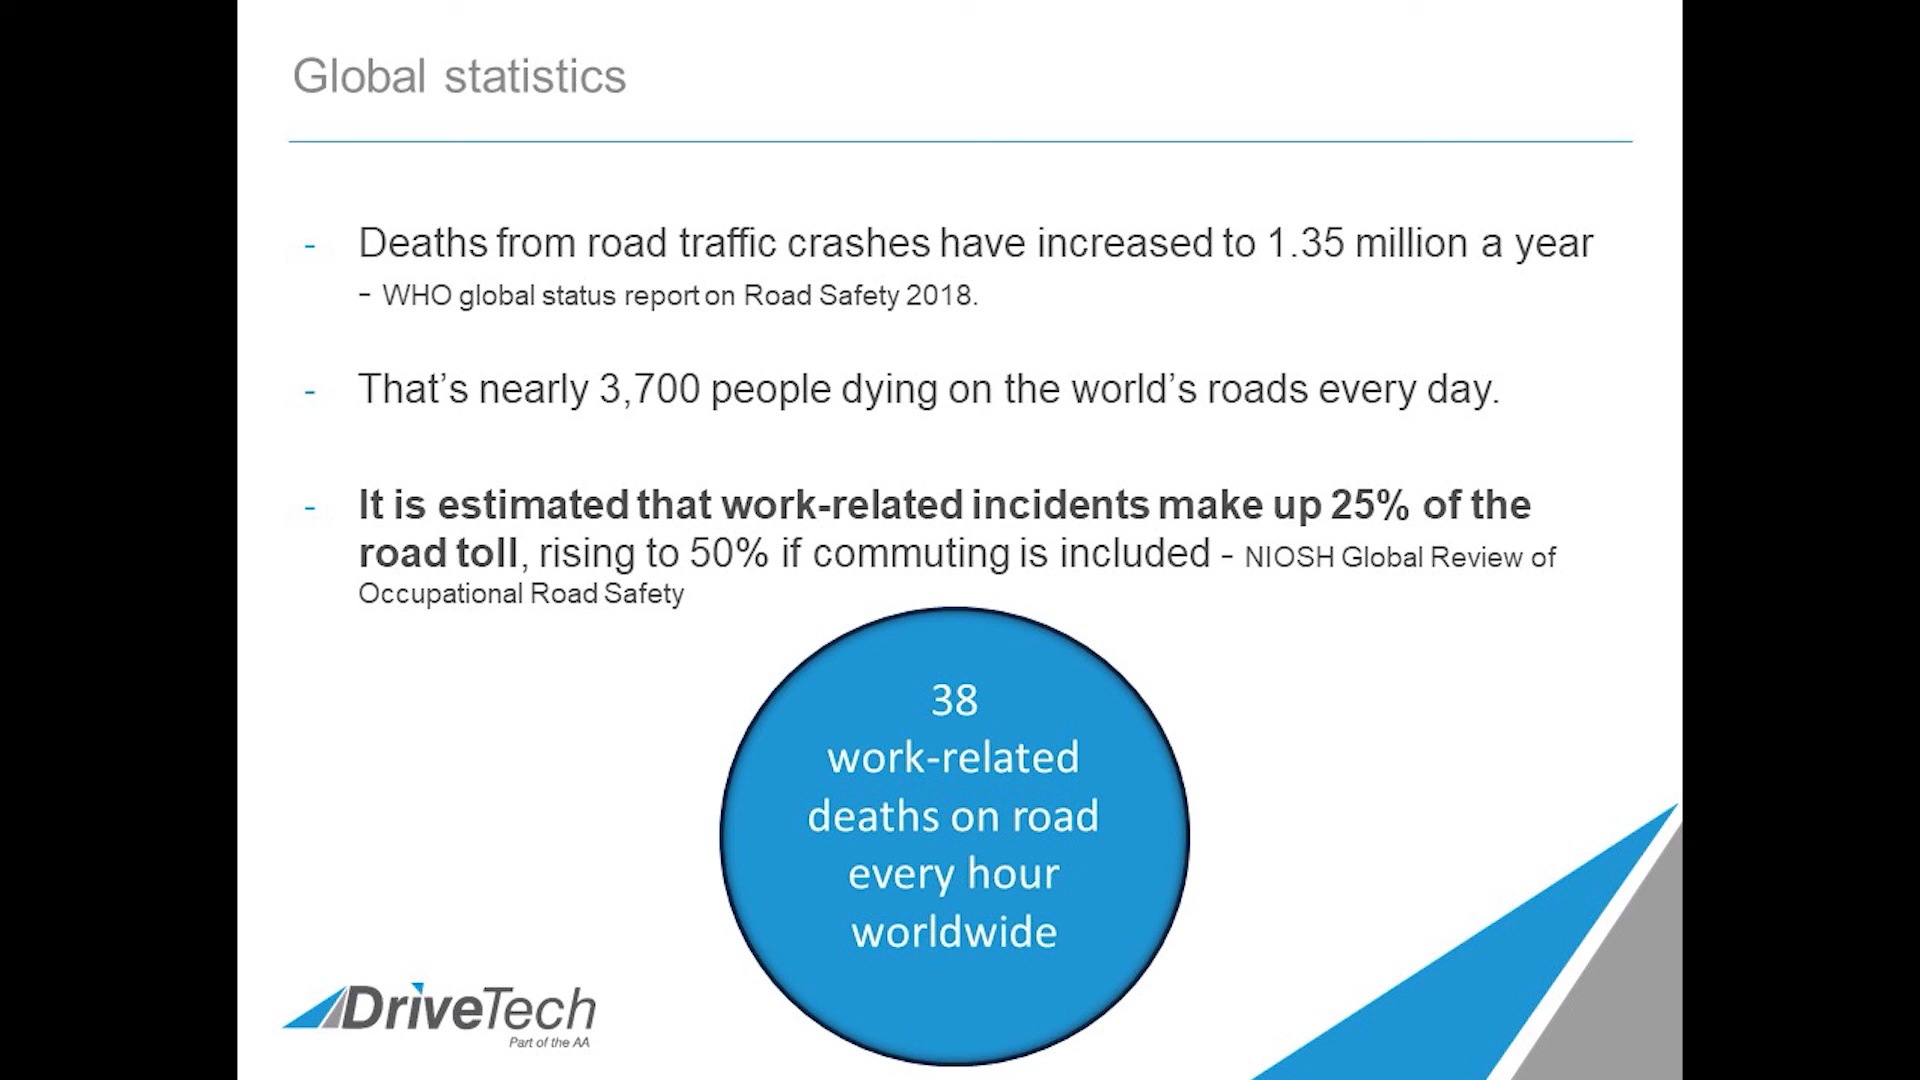 Global statistics
- Deaths from road traffic crashes have increased to 1.35 million a year
- WHO global status report on Road Safety 2018.
- That’s nearly 3,700 people dying on the world’s roads every day.
- It is estimated that work-related incidents make up 25% of the
road toll, rising to 50% if commuting is included - NIOSH Global Review of
Occupational Road Safety
38
work-related
deaths on road
every hour
worldwide
DriveTech
Part of the AA